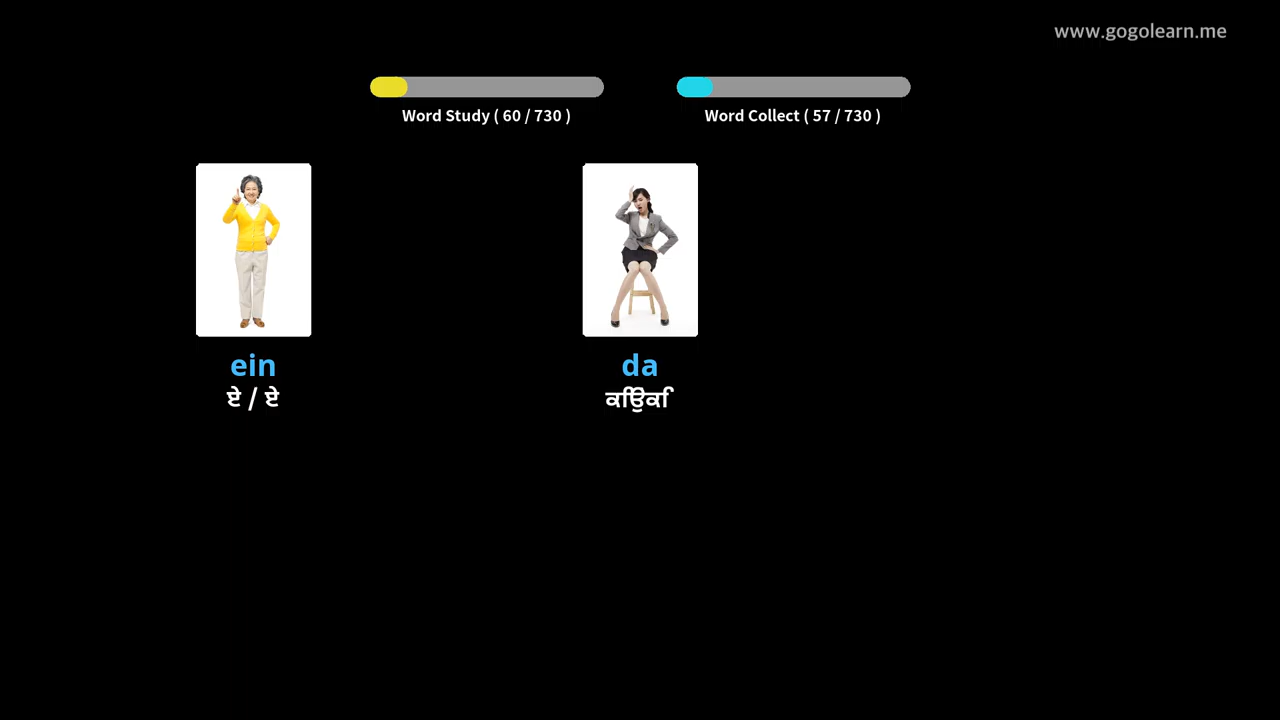 www.gogolearn.me
Word Study ( 60 / 730 )
Word Collect ( 57 / 730 )
ein
da
ਏ / ਏ
ਕਿਉਂਕਿ